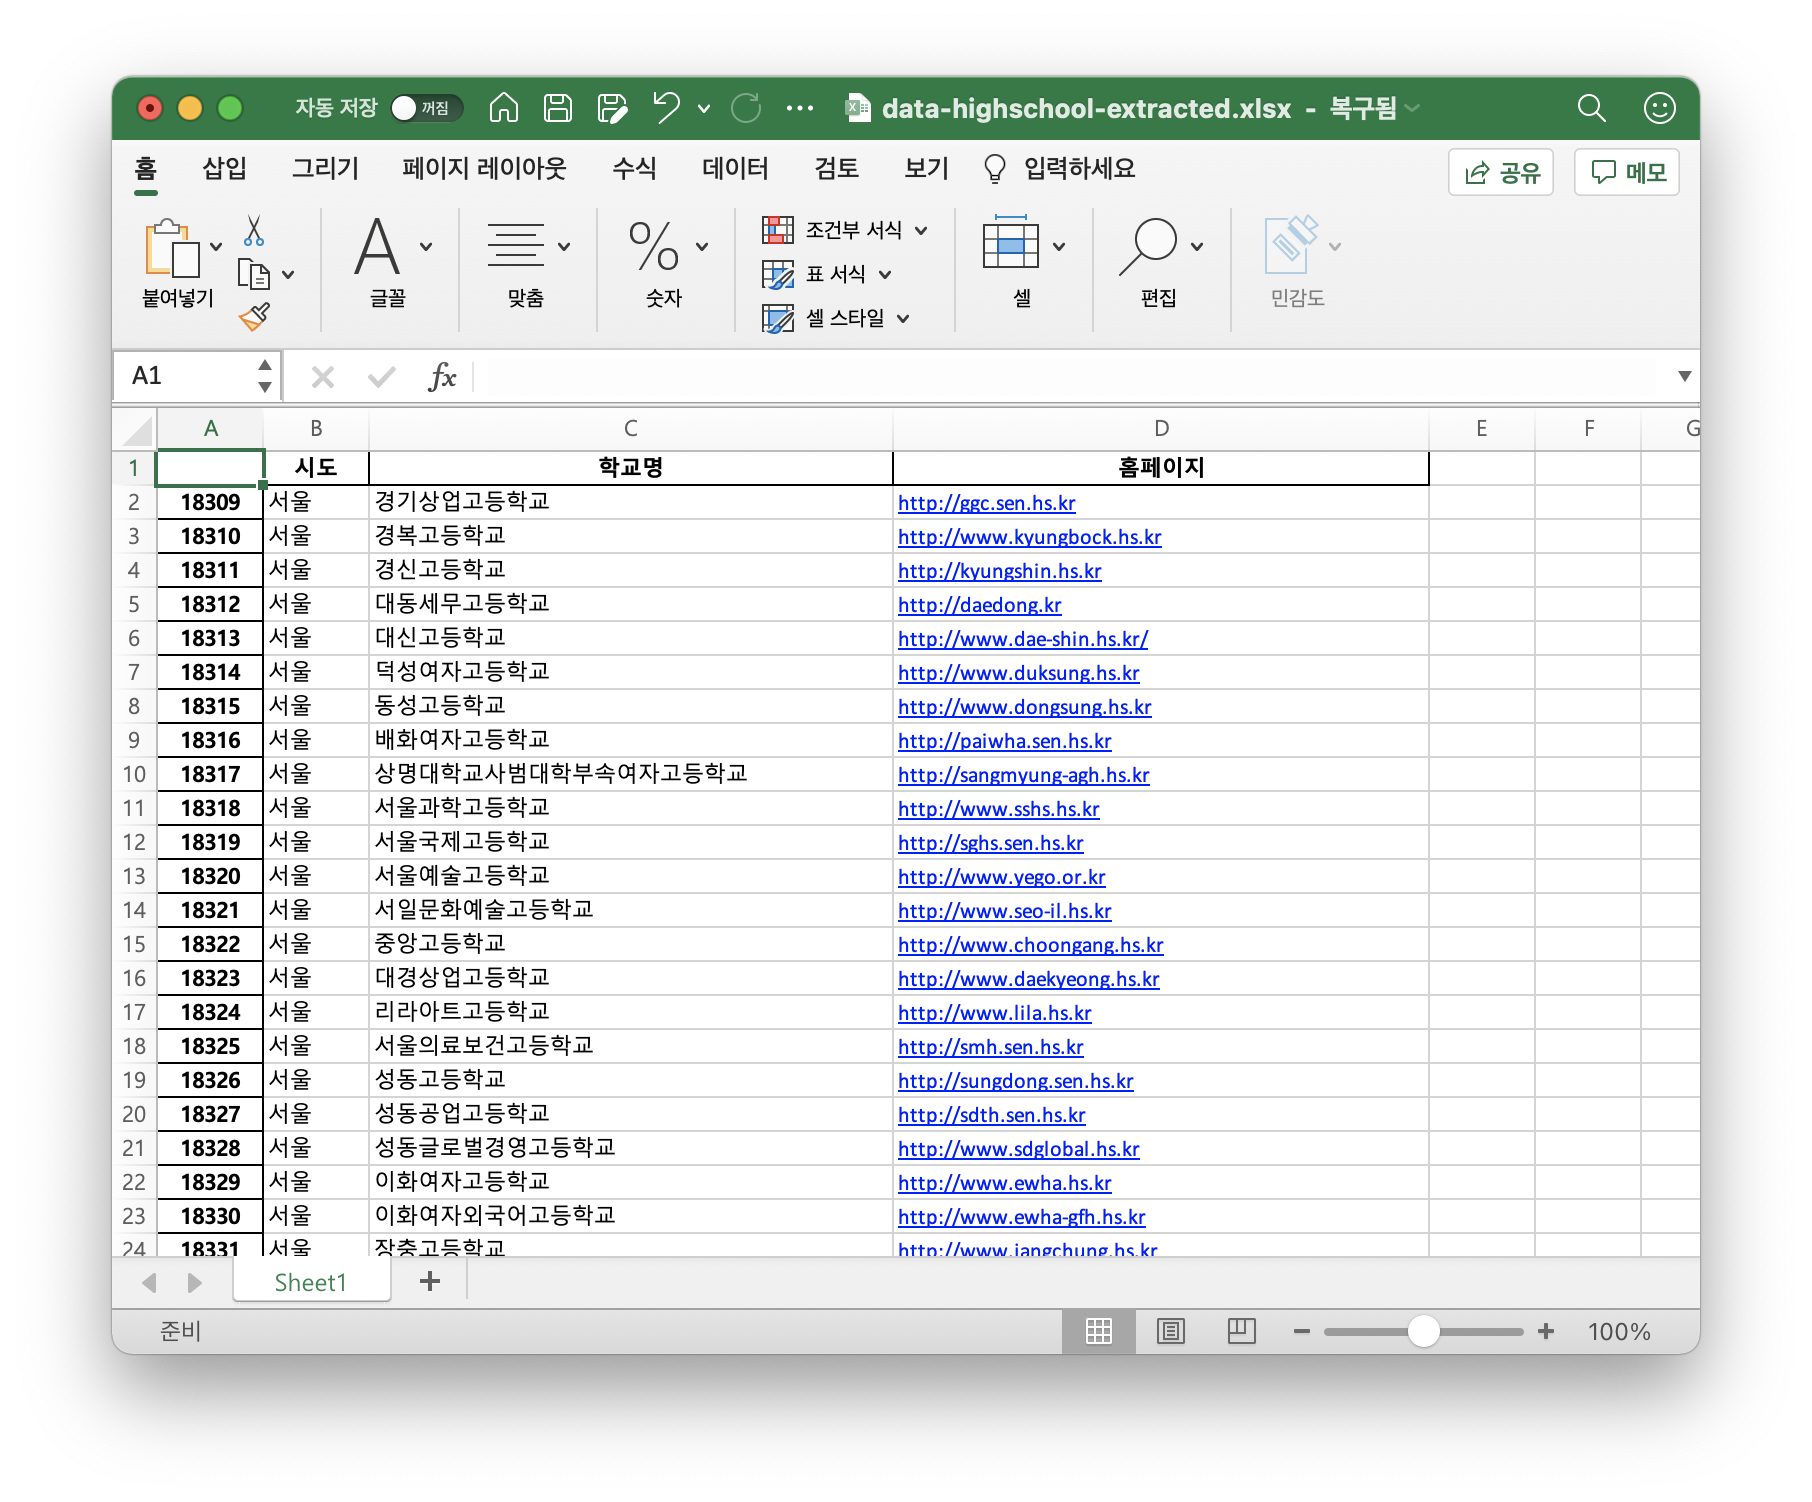 자동 저장 꺼짐 data-highschool-extracted.xlsx - 복구됨
홈 삽입 그리기 페이지 레이아웃 수식 데이터 검토 보기 입력하세요 공유 메모
붙여넣기 글꼴 맞춤 숫자 조건부 서식 표 서식 셀 스타일 셀 편집 민감도
A1 fx
A B C D E F G
1 시도 학교명 홈페이지
2 18309 서울 경기상업고등학교 http://ggc.sen.hs.kr
3 18310 서울 경복고등학교 http://www.kyungbock.hs.kr
4 18311 서울 경신고등학교 http://kyungshin.hs.kr
5 18312 서울 대동세무고등학교 http://daedong.kr
6 18313 서울 대신고등학교 http://www.dae-shin.hs.kr/
7 18314 서울 덕성여자고등학교 http://www.duksung.hs.kr
8 18315 서울 동성고등학교 http://www.dongsung.hs.kr
9 18316 서울 배화여자고등학교 http://paiwha.sen.hs.kr
10 18317 서울 상명대학교사범대학부속여자고등학교 http://sangmyung-agh.hs.kr
11 18318 서울 서울과학고등학교 http://www.sshs.hs.kr
12 18319 서울 서울국제고등학교 http://sghs.sen.hs.kr
13 18320 서울 서울예술고등학교 http://www.yego.or.kr
14 18321 서울 서일문화예술고등학교 http://www.seo-il.hs.kr
15 18322 서울 중앙고등학교 http://www.choongang.hs.kr
16 18323 서울 대경상업고등학교 http://www.daekyeong.hs.kr
17 18324 서울 리라아트고등학교 http://www.lila.hs.kr
18 18325 서울 서울의료보건고등학교 http://smh.sen.hs.kr
19 18326 서울 성동고등학교 http://sungdong.sen.hs.kr
20 18327 서울 성동공업고등학교 http://sdth.sen.hs.kr
21 18328 서울 성동글로벌경영고등학교 http://www.sdglobal.hs.kr
22 18329 서울 이화여자고등학교 http://www.ewha.hs.kr
23 18330 서울 이화여자외국어고등학교 http://www.ewha-gfh.hs.kr
24 18331 서울 장충고등학교 http://www.jangchung.hs.kr
Sheet1
준비 100%